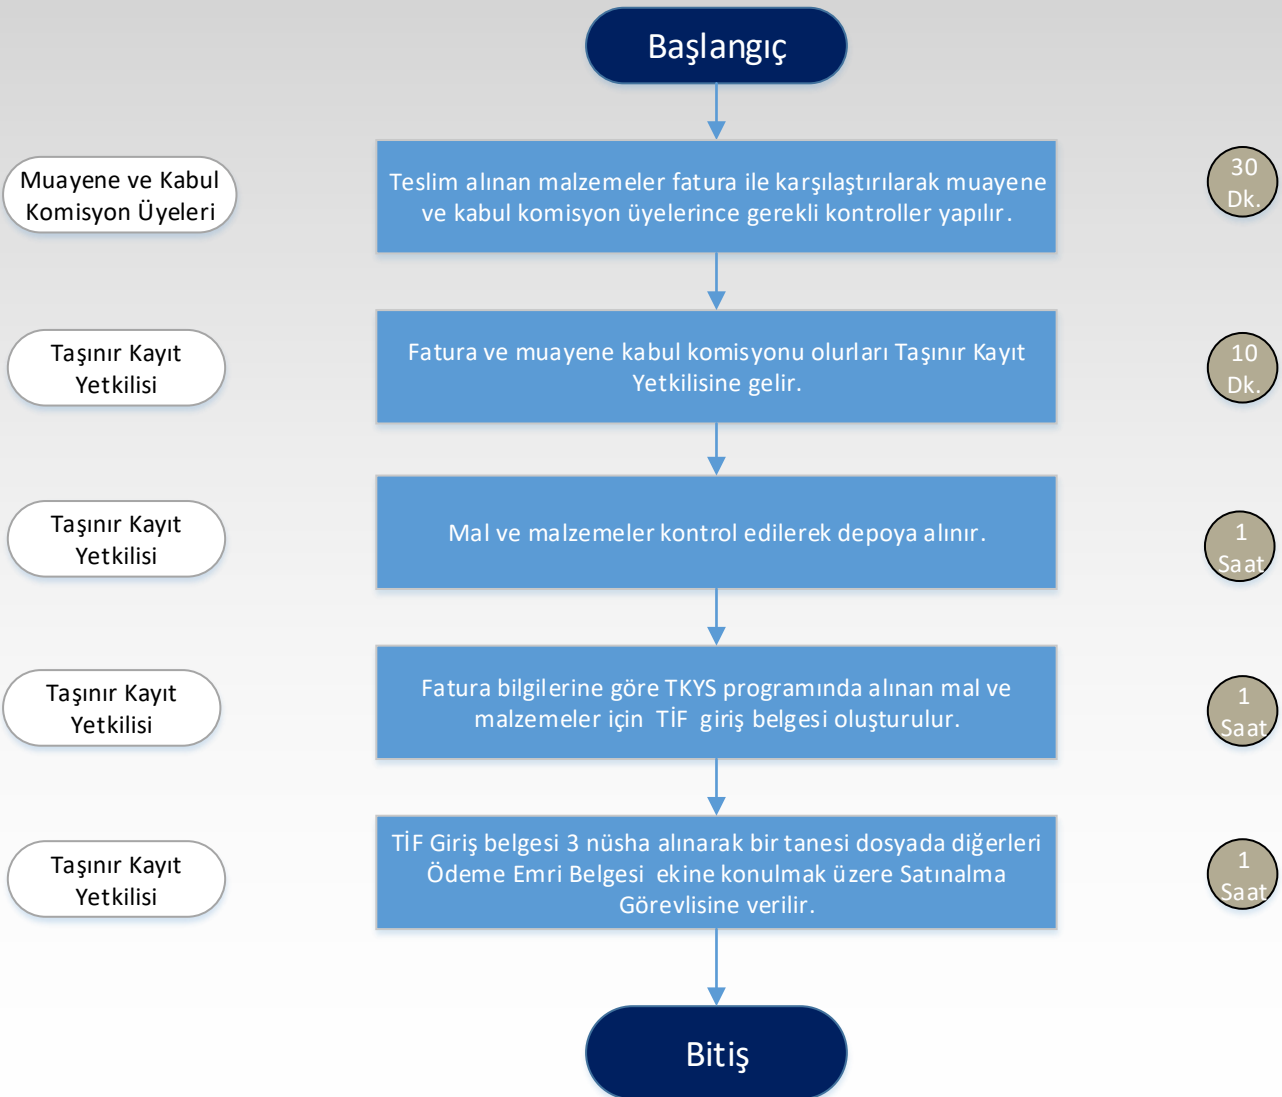 Başlangıç
Muayene ve Kabul
Komisyon Üyeleri
Teslim alınan malzemeler fatura ile karşılaştırılarak muayene
ve kabul komisyon üyelerince gerekli kontroller yapılır.
30
Dk.
Taşınır Kayıt
Yetkilisi
Fatura ve muayene kabul komisyonu olurları Taşınır Kayıt
Yetkilisine gelir.
10
Dk.
Taşınır Kayıt
Yetkilisi
Mal ve malzemeler kontrol edilerek depoya alınır.
1
Saat
Taşınır Kayıt
Yetkilisi
Fatura bilgilerine göre TKYS programında alınan mal ve
malzemeler için TİF giriş belgesi oluşturulur.
1
Saat
Taşınır Kayıt
Yetkilisi
TİF Giriş belgesi 3 nüsha alınarak bir tanesi dosyada diğerleri
Ödeme Emri Belgesi ekine konulmak üzere Satınalma
Görevlisine verilir.
1
Saat
Bitiş